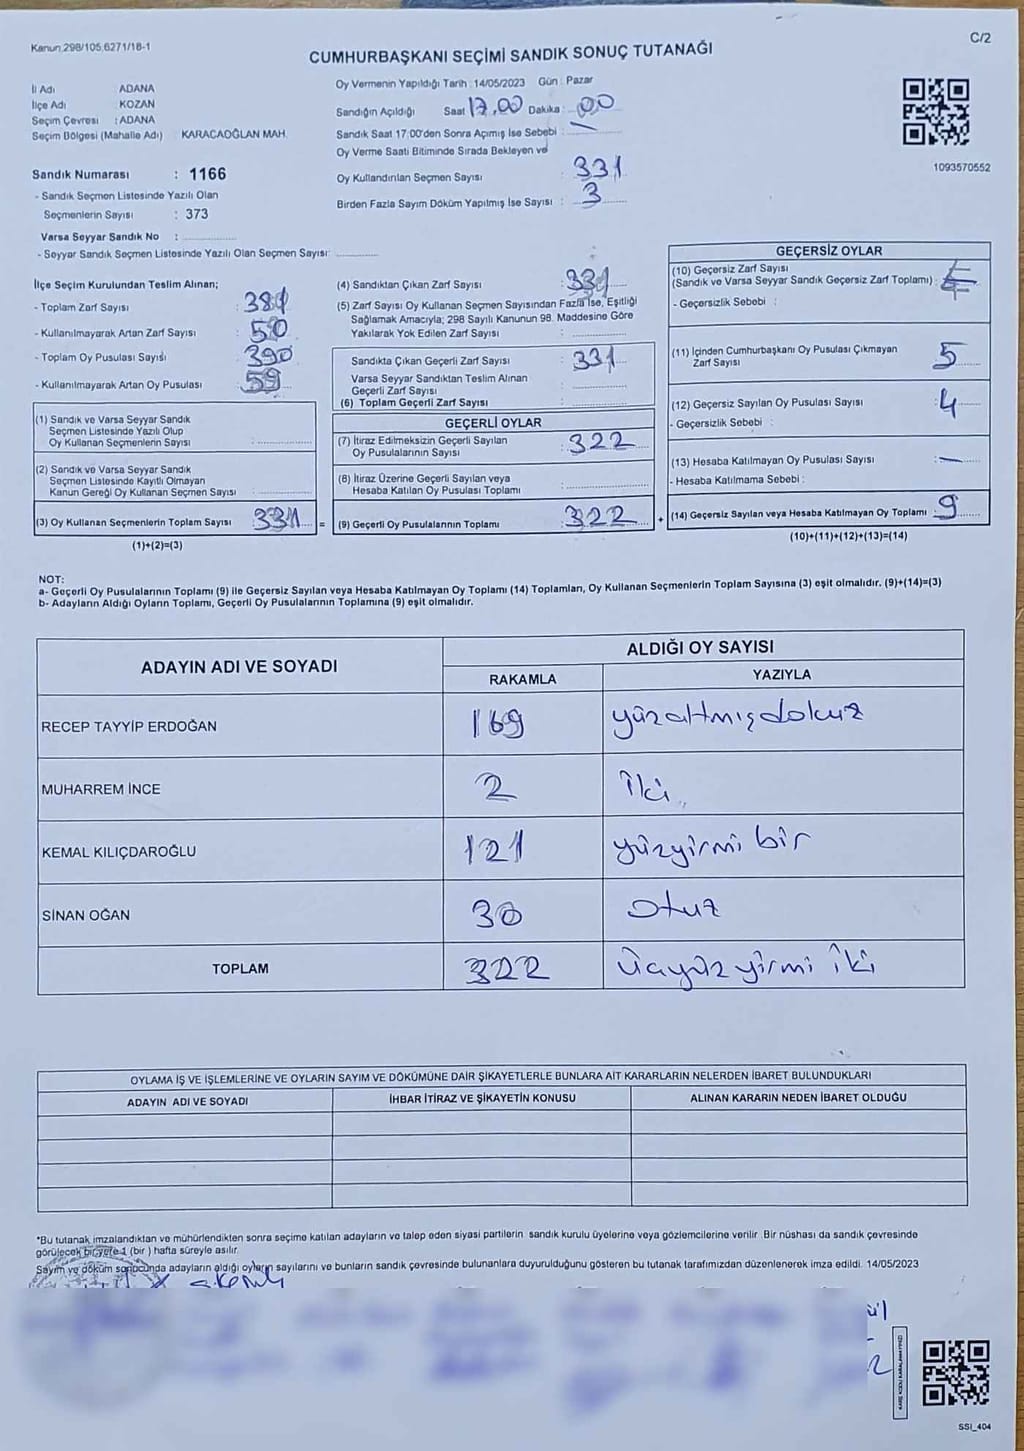 Kanun 298/105,6271/18-1
C/2
CUMHURBAŞKANI SEÇİMİ SANDIK SONUÇ TUTANAĞI
İl Adı ADANA
İlçe Adı : KOZAN
Seçim Çevresi : ADANA
Seçim Bölgesi (Mahalle Adı) : KARACAOĞLAN MAH.
Sandık Numarası : 1166
- Sandık Seçmen Listesinde Yazılı Olan
Seçmenlerin Sayısı : 373
Varsa Seyyar Sandık No :
- Seyyar Sandık Seçmen Listesinde Yazılı Olan Seçmen Sayısı:
Oy Vermenin Yapıldığı Tarih : 14/05/2023 Gün : Pazar
Sandığın Açıldığı Saat 17,00 Dakika : 00
Sandık Saat 17:00'den Sonra Açımış İse Sebebi : —
Oy Verme Saati Bitiminde Sırada Bekleyen ve
Oy Kullandırılan Seçmen Sayısı : 331
Birden Fazla Sayım Döküm Yapılmış İse Sayısı : 3
1093570552
İlçe Seçim Kurulundan Teslim Alınan;
- Toplam Zarf Sayısı : 381
- Kullanılmayarak Artan Zarf Sayısı : 50
- Toplam Oy Pusulası Sayısı : 390
- Kullanılmayarak Artan Oy Pusulası : 59
(1) Sandık ve Varsa Seyyar Sandık
Seçmen Listesinde Yazılı Olup
Oy Kullanan Seçmenlerin Sayısı :
(2) Sandık ve Varsa Seyyar Sandık
Seçmen Listesinde Kayıtlı Olmayan
Kanun Gereği Oy Kullanan Seçmen Sayısı :
(3) Oy Kullanan Seçmenlerin Toplam Sayısı : 331 =
(1)+(2)=(3)
(4) Sandıktan Çıkan Zarf Sayısı : 331
(5) Zarf Sayısı Oy Kullanan Seçmen Sayısından Fazla İse, Eşitliği
Sağlamak Amacıyla; 298 Sayılı Kanunun 98. Maddesine Göre
Yakılarak Yok Edilen Zarf Sayısı :
Sandıkta Çıkan Geçerli Zarf Sayısı : 331
Varsa Seyyar Sandıktan Teslim Alınan
Geçerli Zarf Sayısı :
(6) Toplam Geçerli Zarf Sayısı :
GEÇERLİ OYLAR
(7) İtiraz Edilmeksizin Geçerli Sayılan
Oy Pusulalarının Sayısı : 322
(8) İtiraz Üzerine Geçerli Sayılan veya
Hesaba Katılan Oy Pusulası Toplamı :
(9) Geçerli Oy Pusulalarının Toplamı : 322 +
GEÇERSİZ OYLAR
(10) Geçersiz Zarf Sayısı
(Sandık ve Varsa Seyyar Sandık Geçersiz Zarf Toplamı) :
- Geçersizlik Sebebi :
(11) İçinden Cumhurbaşkanı Oy Pusulası Çıkmayan
Zarf Sayısı : 5
(12) Geçersiz Sayılan Oy Pusulası Sayısı : 4
- Geçersizlik Sebebi :
(13) Hesaba Katılmayan Oy Pusulası Sayısı : —
- Hesaba Katılmama Sebebi :
(14) Geçersiz Sayılan veya Hesaba Katılmayan Oy Toplamı : 9
(10)+(11)+(12)+(13)=(14)
NOT:
a- Geçerli Oy Pusulalarının Toplamı (9) ile Geçersiz Sayılan veya Hesaba Katılmayan Oy Toplamı (14) Toplamları, Oy Kullanan Seçmenlerin Toplam Sayısına (3) eşit olmalıdır. (9)+(14)=(3)
b- Adayların Aldığı Oyların Toplamı, Geçerli Oy Pusulalarının Toplamına (9) eşit olmalıdır.
ADAYIN ADI VE SOYADI ALDIĞI OY SAYISI
RAKAMLA YAZIYLA
RECEP TAYYİP ERDOĞAN 169 yüzaltmışdokuz
MUHARREM İNCE 2 İki
KEMAL KILIÇDAROĞLU 121 yüzyirmi bir
SİNAN OĞAN 30 otuz
TOPLAM 322 Üçyüz yirmi iki
OYLAMA İŞ VE İŞLEMLERİNE VE OYLARIN SAYIM VE DÖKÜMÜNE DAİR ŞİKAYETLERLE BUNLARA AİT KARARLARIN NELERDEN İBARET BULUNDUKLARI
ADAYIN ADI VE SOYADI İHBAR İTİRAZ VE ŞİKAYETİN KONUSU ALINAN KARARIN NEDEN İBARET OLDUĞU
*Bu tutanak imzalandıktan ve mühürlendikten sonra seçime katılan adayların ve talep eden siyasi partilerin sandık kurulu üyelerine veya gözlemcilerine verilir. Bir nüshası da sandık çevresinde
görülecek bir yere 1 (bir) hafta süreyle asılır.
Sayım ve döküm sonucunda adayların aldığı oyların sayılarını ve bunların sandık çevresinde bulunanlara duyurulduğunu gösteren bu tutanak tarafımızdan düzenlenerek imza edildi. 14/05/2023
SSI_404